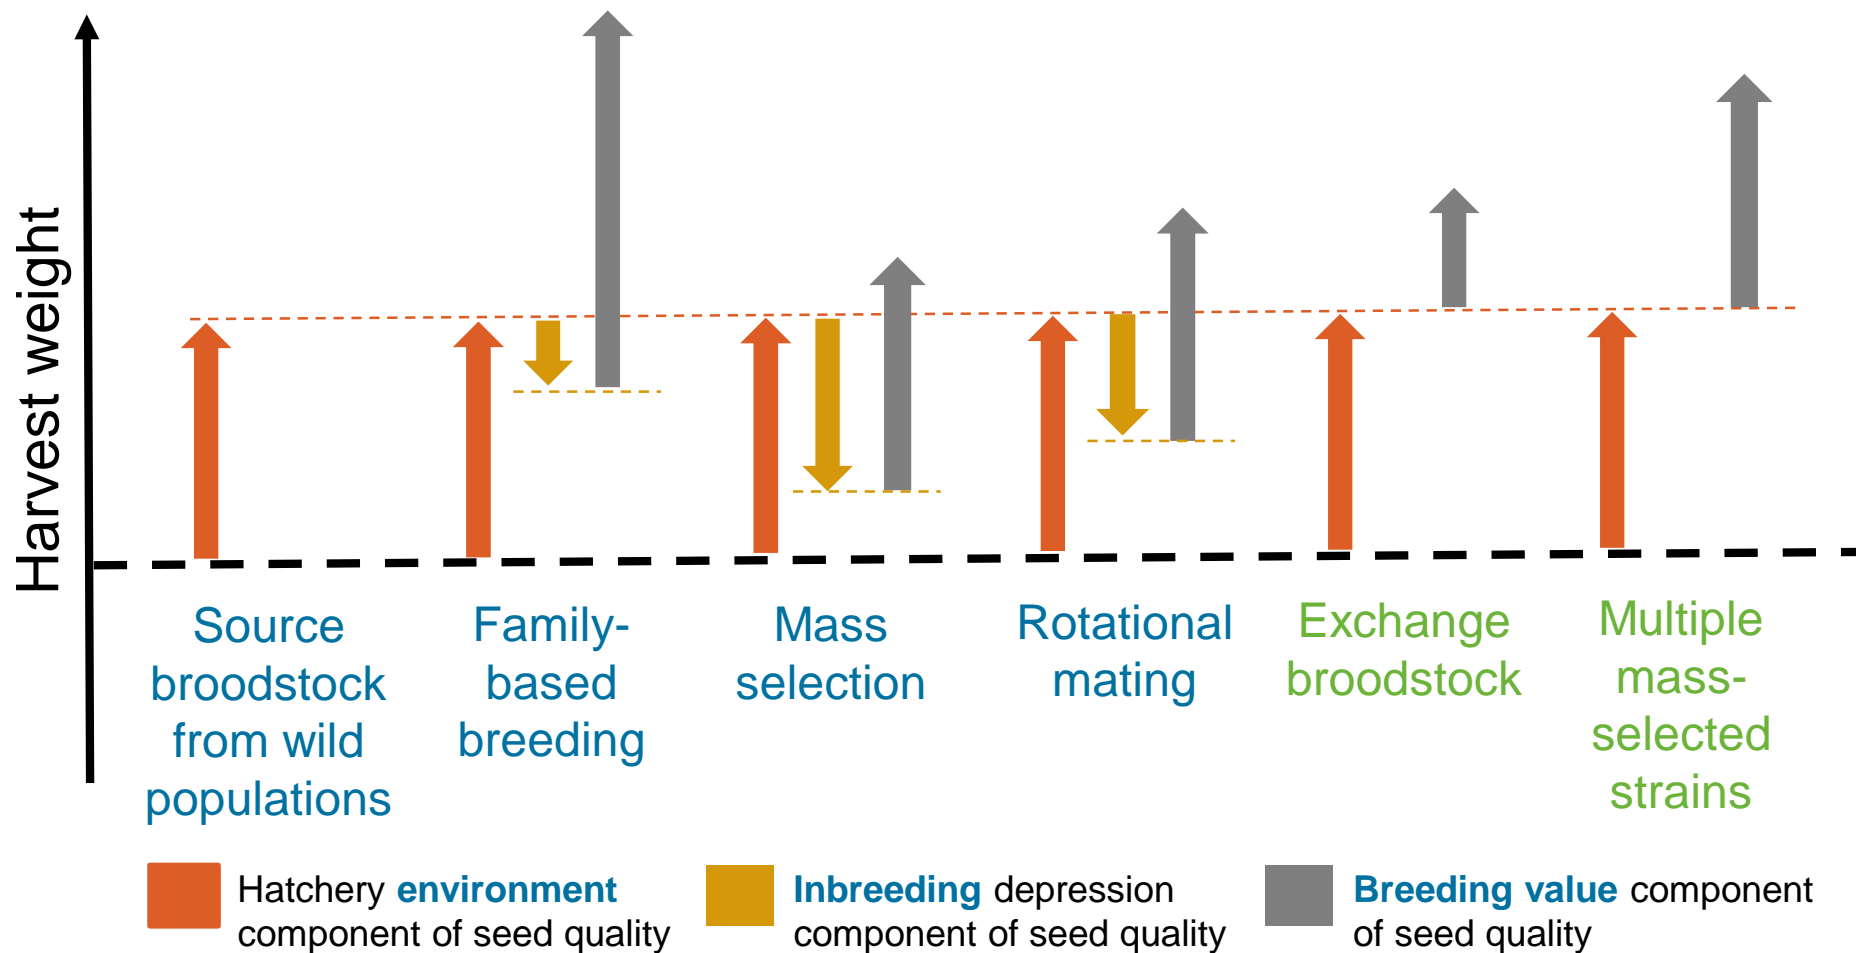 Harvest weight
Source
broodstock
from wild
populations
Family-
based
breeding
Mass
selection
Rotational
mating
Exchange
broodstock
Multiple
mass-
selected
strains
Hatchery environment
component of seed quality
Inbreeding depression
component of seed quality
Breeding value component
of seed quality